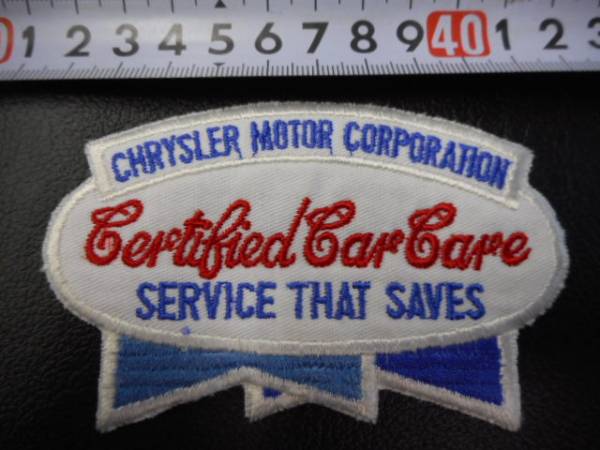 0 1 2 3 4 5 6 7 8 9 40 1 2 3
CHRYSLER MOTOR CORPORATION
Certified Car Care
SERVICE THAT SAVES